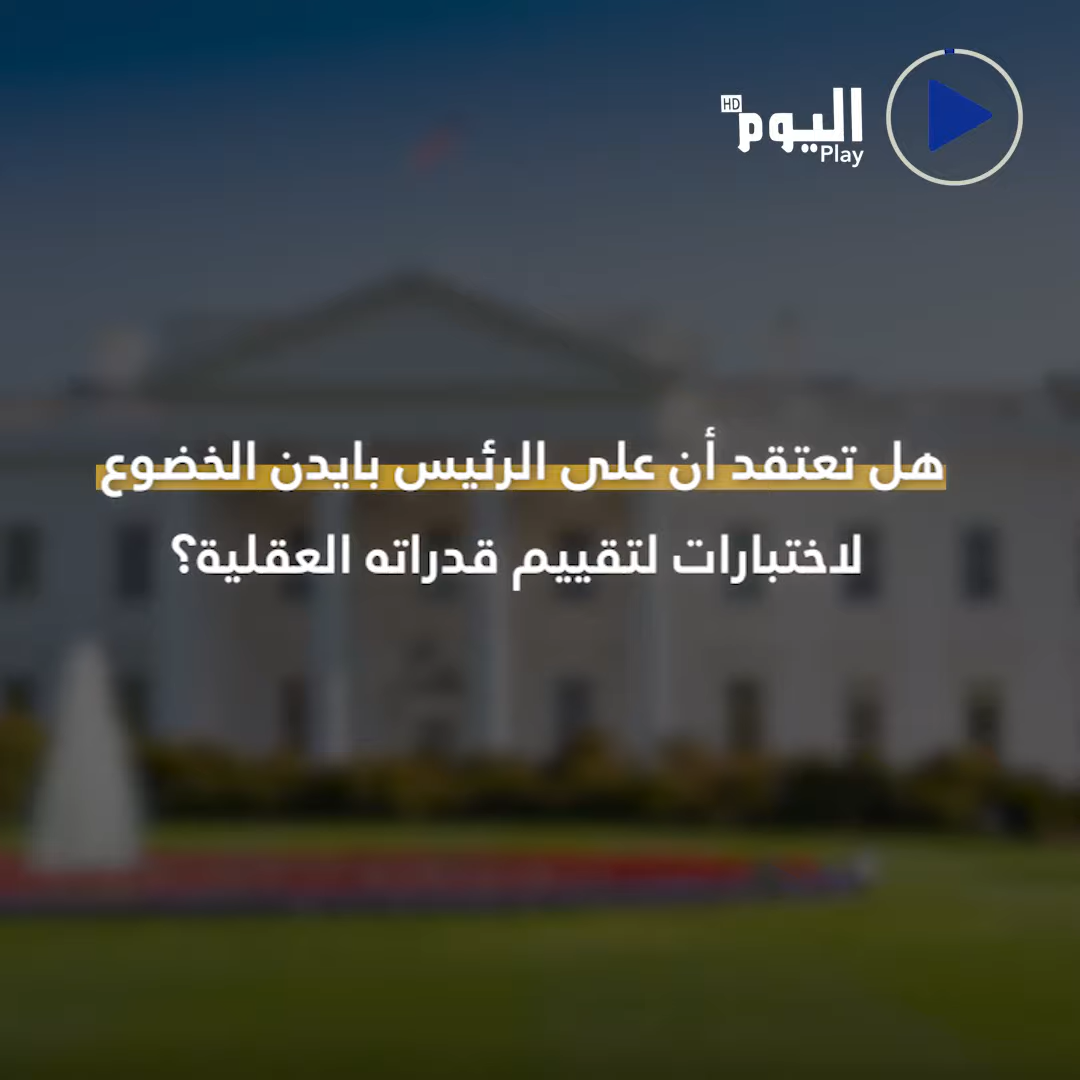 اليوم HD
Play
هل تعتقد أن على الرئيس بايدن الخضوع
لاختبارات لتقييم قدراته العقلية؟